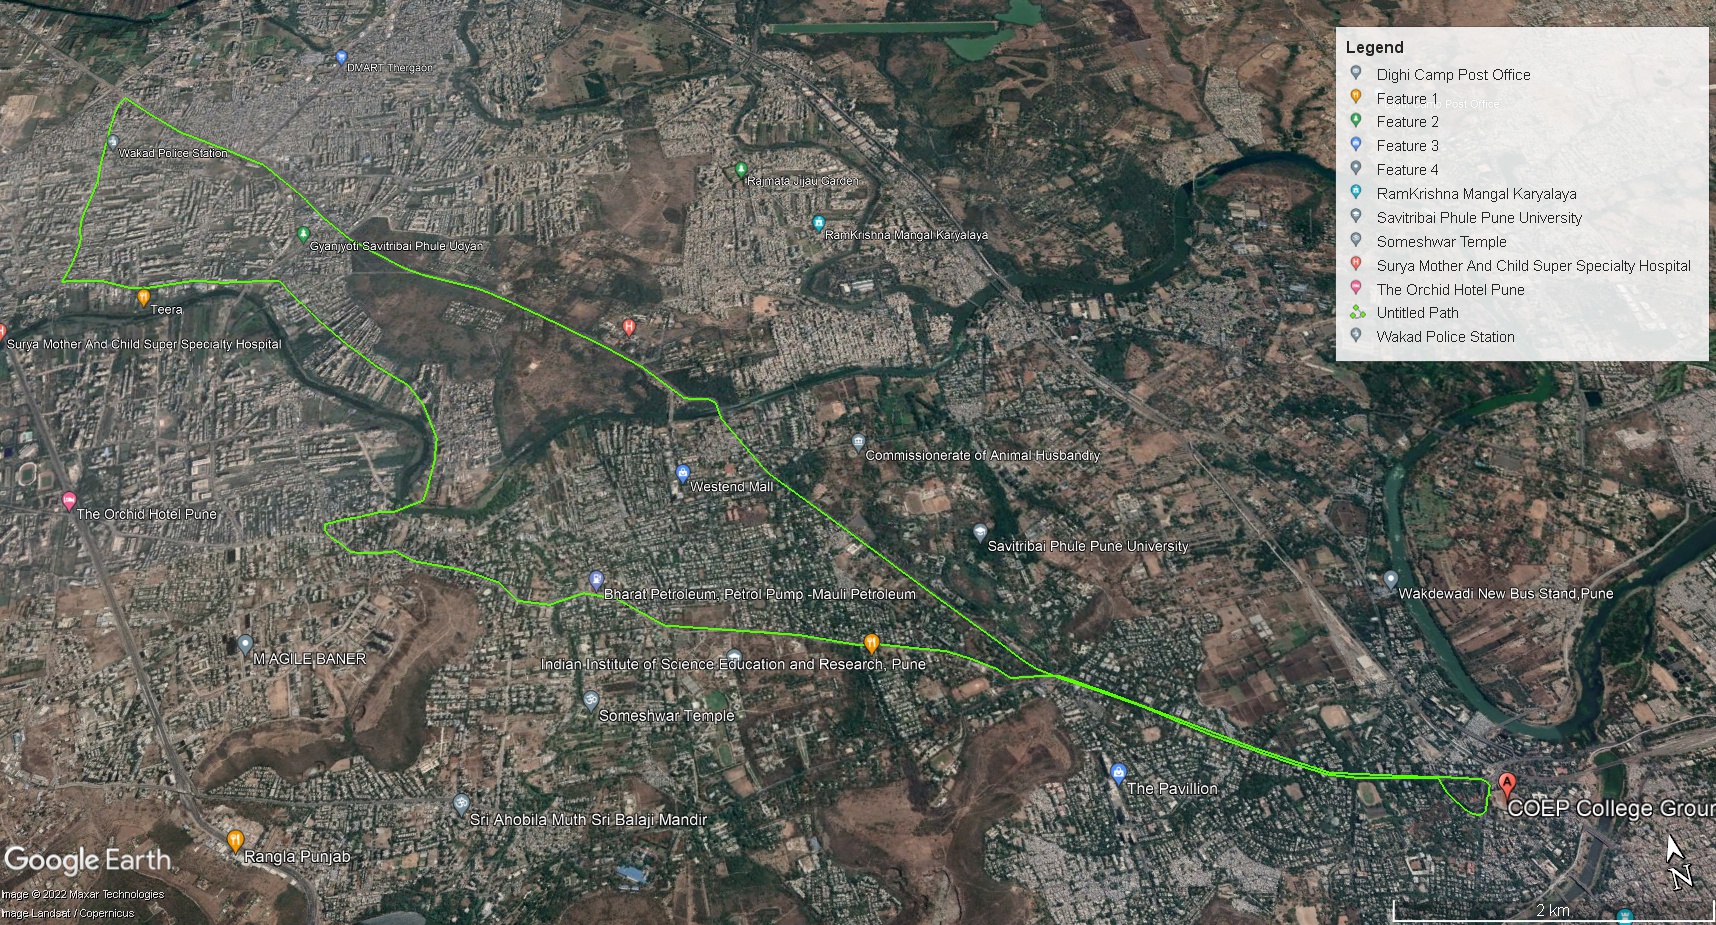 Legend
Dighi Camp Post Office
Feature 1
Post Office
Feature 2
Feature 3
Feature 4
RamKrishna Mangal Karyalaya
Savitribai Phule Pune University
Someshwar Temple
Surya Mother And Child Super Specialty Hospital
The Orchid Hotel Pune
Untitled Path
Wakad Police Station
DMART Thergaon
Wakad Police Station
Rajmata Jijau Garden
RamKrishna Mangal Karyalaya
Gyanjyoti Savitribai Phule Udyan
Teera
H
H
Surya Mother And Child Super Specialty Hospital
Commissionerate of Animal Husbandry
Westend Mall
The Orchid Hotel Pune
Savitribai Phule Pune University
Bharat Petroleum, Petrol Pump -Mauli Petroleum
Wakdewadi New Bus Stand,Pune
M AGILE BANER
Indian Institute of Science Education and Research, Pune
Someshwar Temple
The Pavillion
A
COEP College Groun
Sri Ahobila Muth Sri Balaji Mandir
Rangla Punjab
Google Earth
N
Image © 2022 Maxar Technologies
Image Landsat / Copernicus
2 km